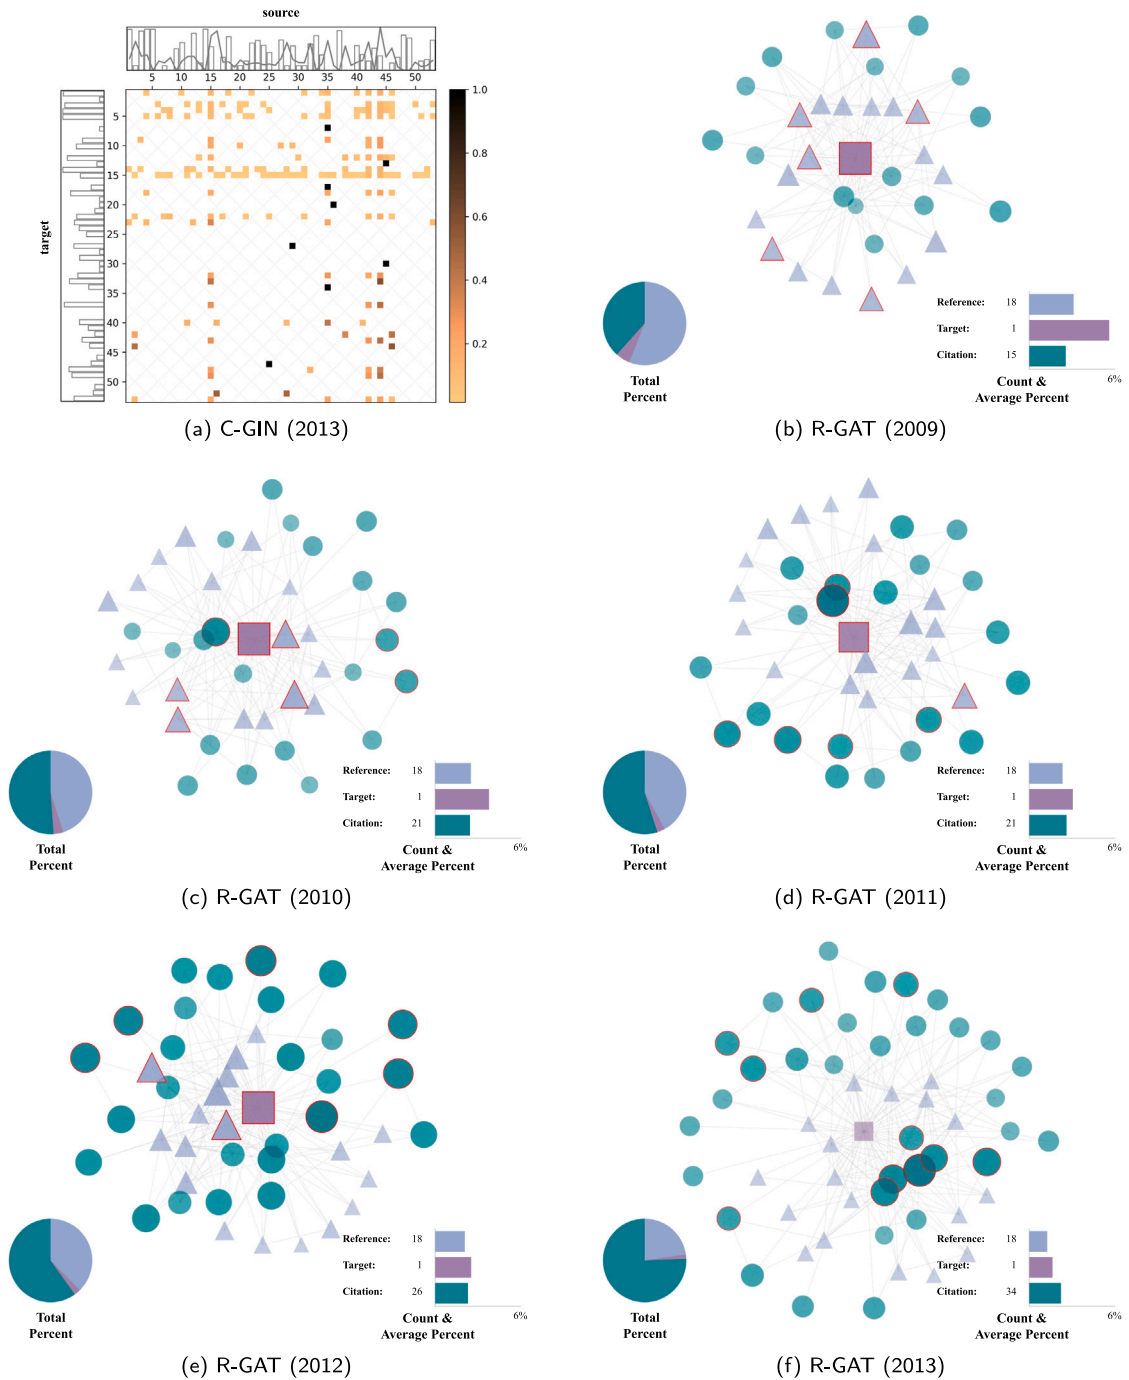 source
5 10 15 20 25 30 35 40 45 50
target
5
10
15
20
25
30
35
40
45
50
1.0
0.8
0.6
0.4
0.2
(a) C-GIN (2013)
Total
Percent
Reference: 18
Target: 1
Citation: 15
Count &
Average Percent
6%
(b) R-GAT (2009)
Total
Percent
Reference: 18
Target: 1
Citation: 21
Count &
Average Percent
6%
(c) R-GAT (2010)
Total
Percent
Reference: 18
Target: 1
Citation: 21
Count &
Average Percent
6%
(d) R-GAT (2011)
Total
Percent
Reference: 18
Target: 1
Citation: 26
Count &
Average Percent
6%
(e) R-GAT (2012)
Total
Percent
Reference: 18
Target: 1
Citation: 34
Count &
Average Percent
6%
(f) R-GAT (2013)